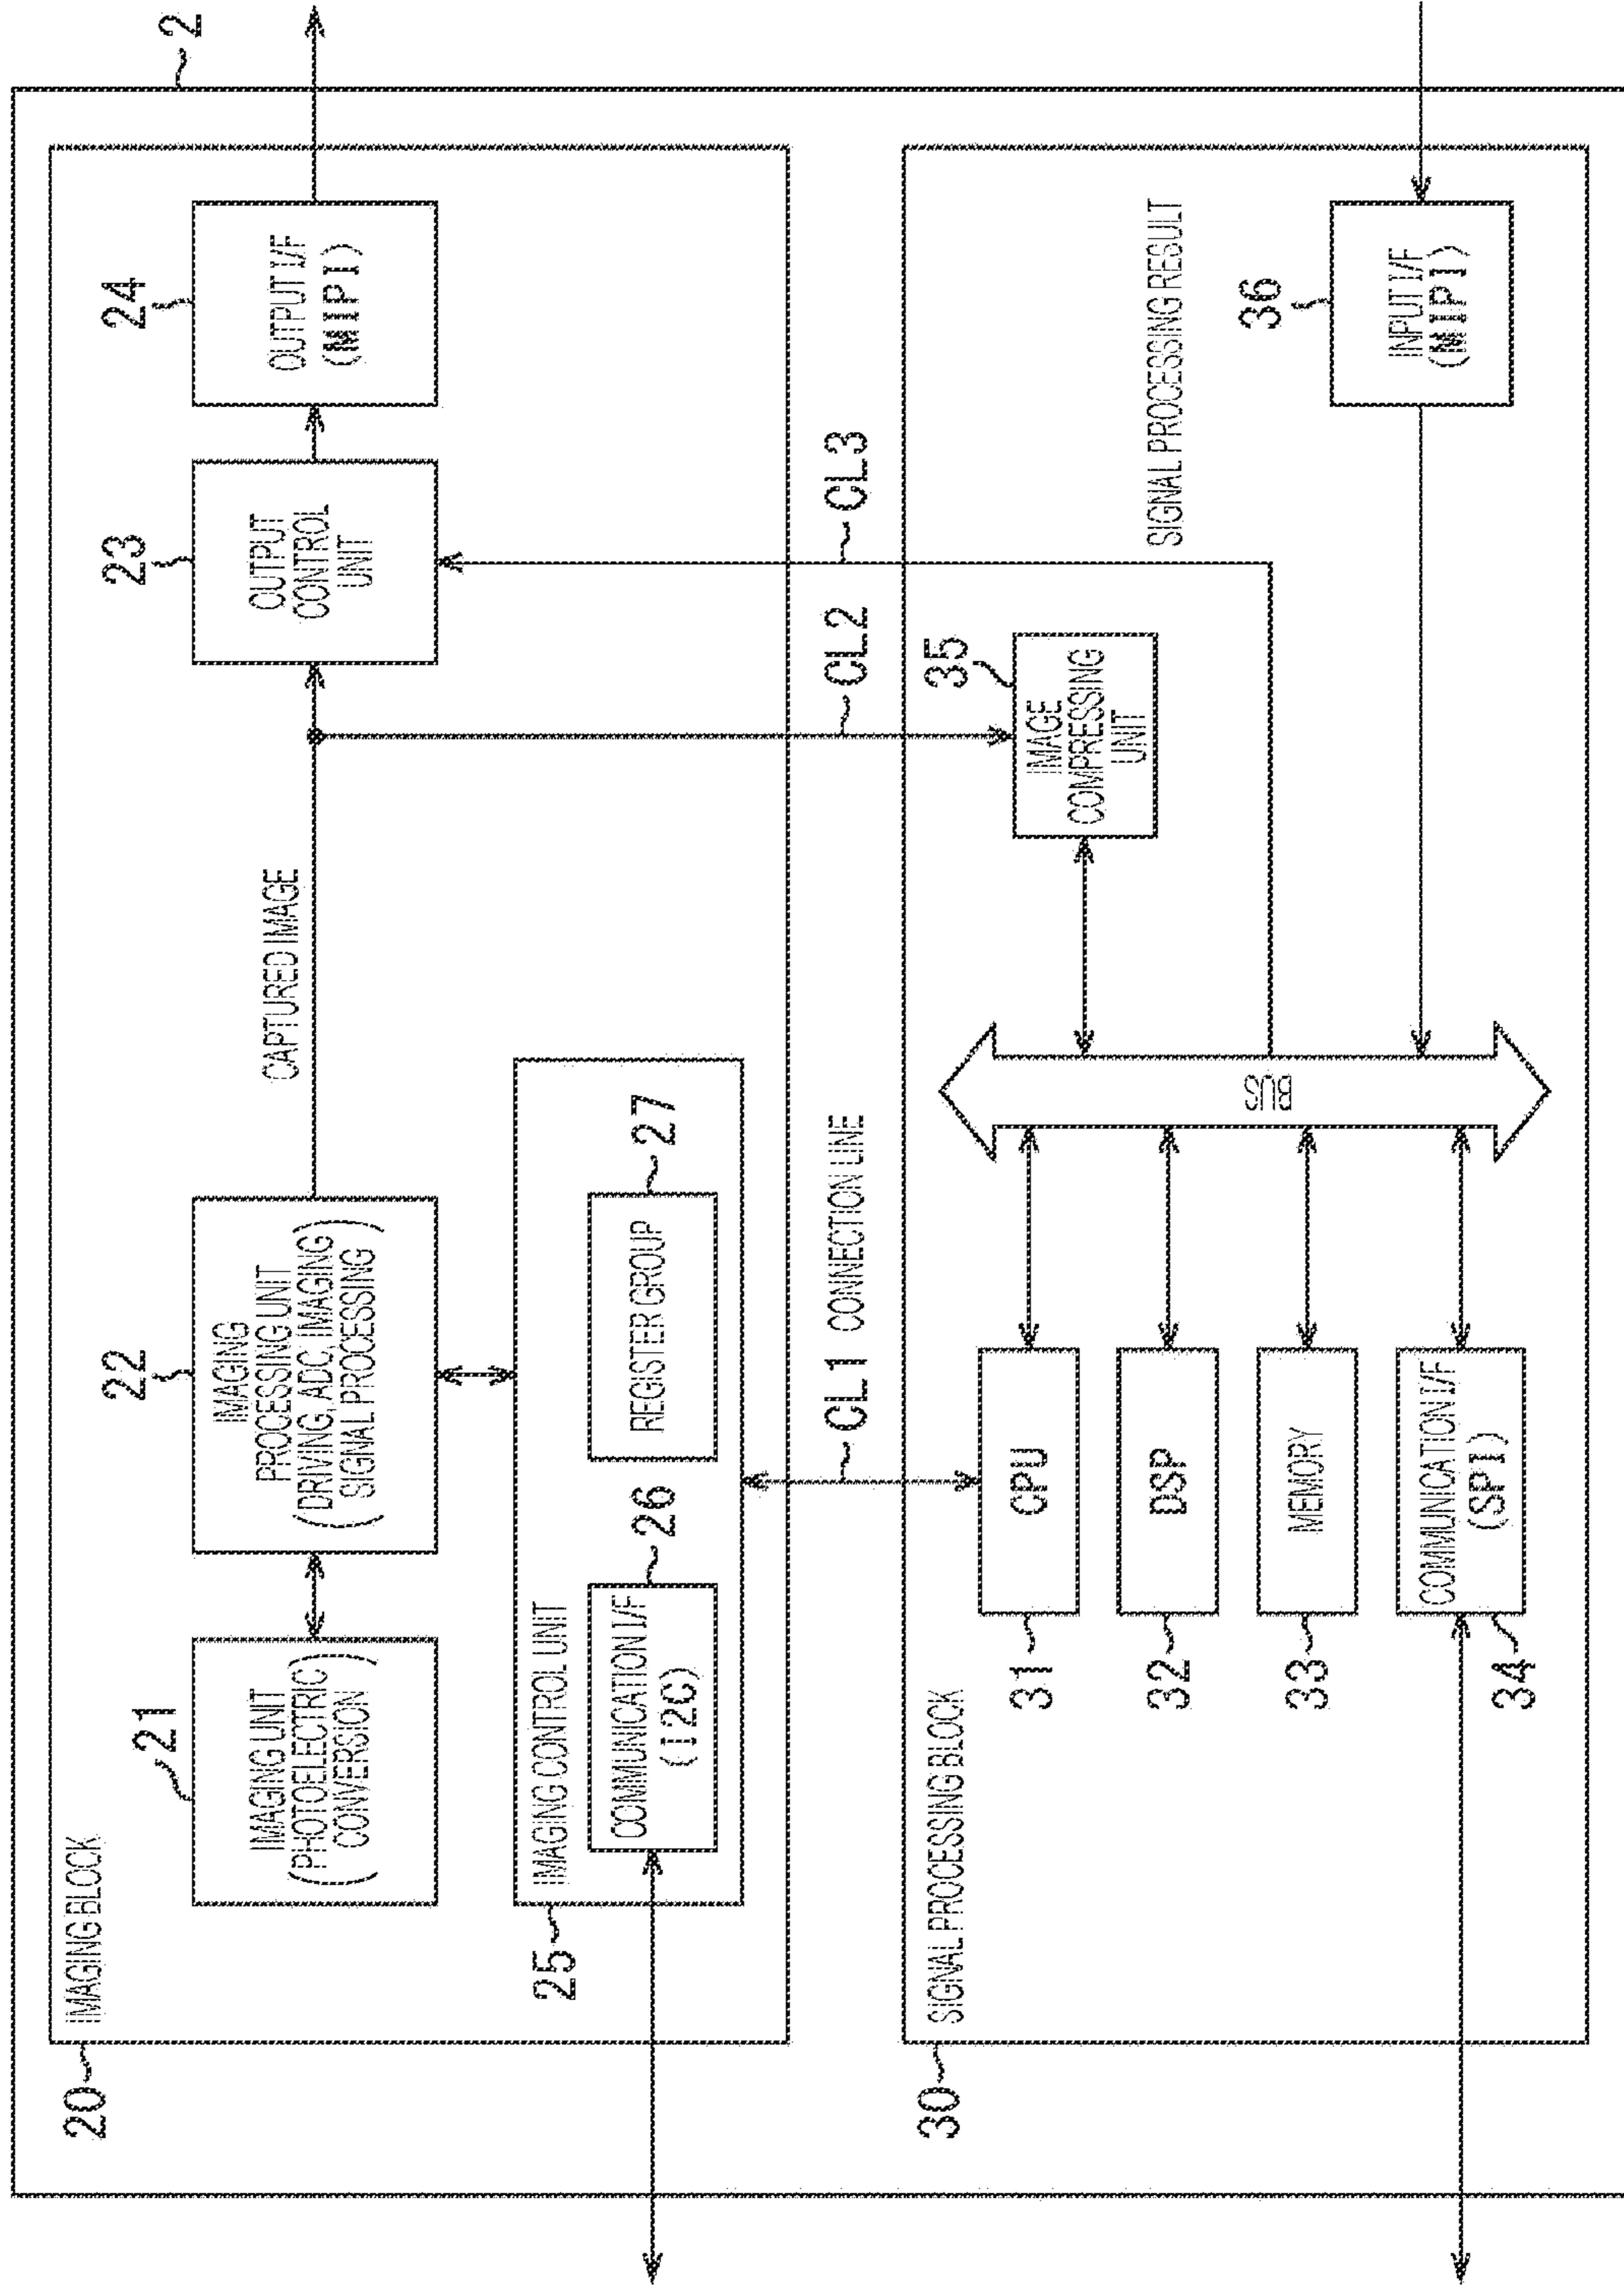 2
IMAGING BLOCK
20
21
IMAGING UNIT
(PHOTOELECTRIC
CONVERSION)
22
IMAGING
PROCESSING UNIT
(DRIVING, ADC, IMAGING
SIGNAL PROCESSING)
CAPTURED IMAGE
23
OUTPUT
CONTROL
UNIT
24
OUTPUT I/F
(MIPI)
IMAGING CONTROL UNIT
25
COMMUNICATION I/F
(I2C)
26
REGISTER GROUP
27
CL1 CONNECTION LINE
CL2
CL3
SIGNAL PROCESSING BLOCK
30
31
CPU
32
DSP
33
MEMORY
34
COMMUNICATION I/F
(SPI)
BUS
35
IMAGE
COMPRESSING
UNIT
SIGNAL PROCESSING RESULT
36
INPUT I/F
(MIPI)